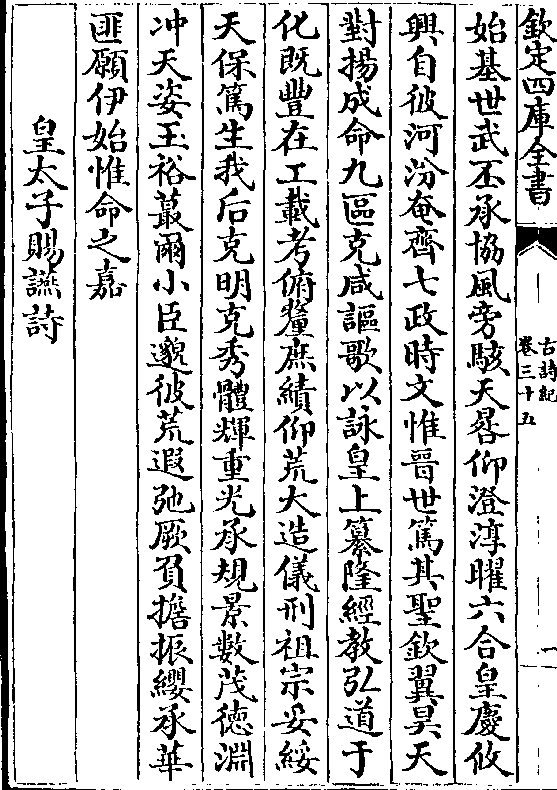 欽定四庫全書
古詩紀
卷三十五
一
始基世武丕承協風旁駭天晷仰澄淳曜六合皇慶攸
興自彼河汾奄齊七政時文惟晉世篤其聖欽翼昊天
對揚成命九區克咸謳歌以詠皇上纂隆經教弘道于
化既豐在工載考俯釐庶績仰荒大造儀刑祖宗妥綏
天保篤生我后克明克秀體輝重光承規景數茂德淵
冲天姿玉裕蕞爾小臣邈彼荒遐弛厥負擔振纓承華
匪願伊始惟命之嘉
皇太子賜讌詩